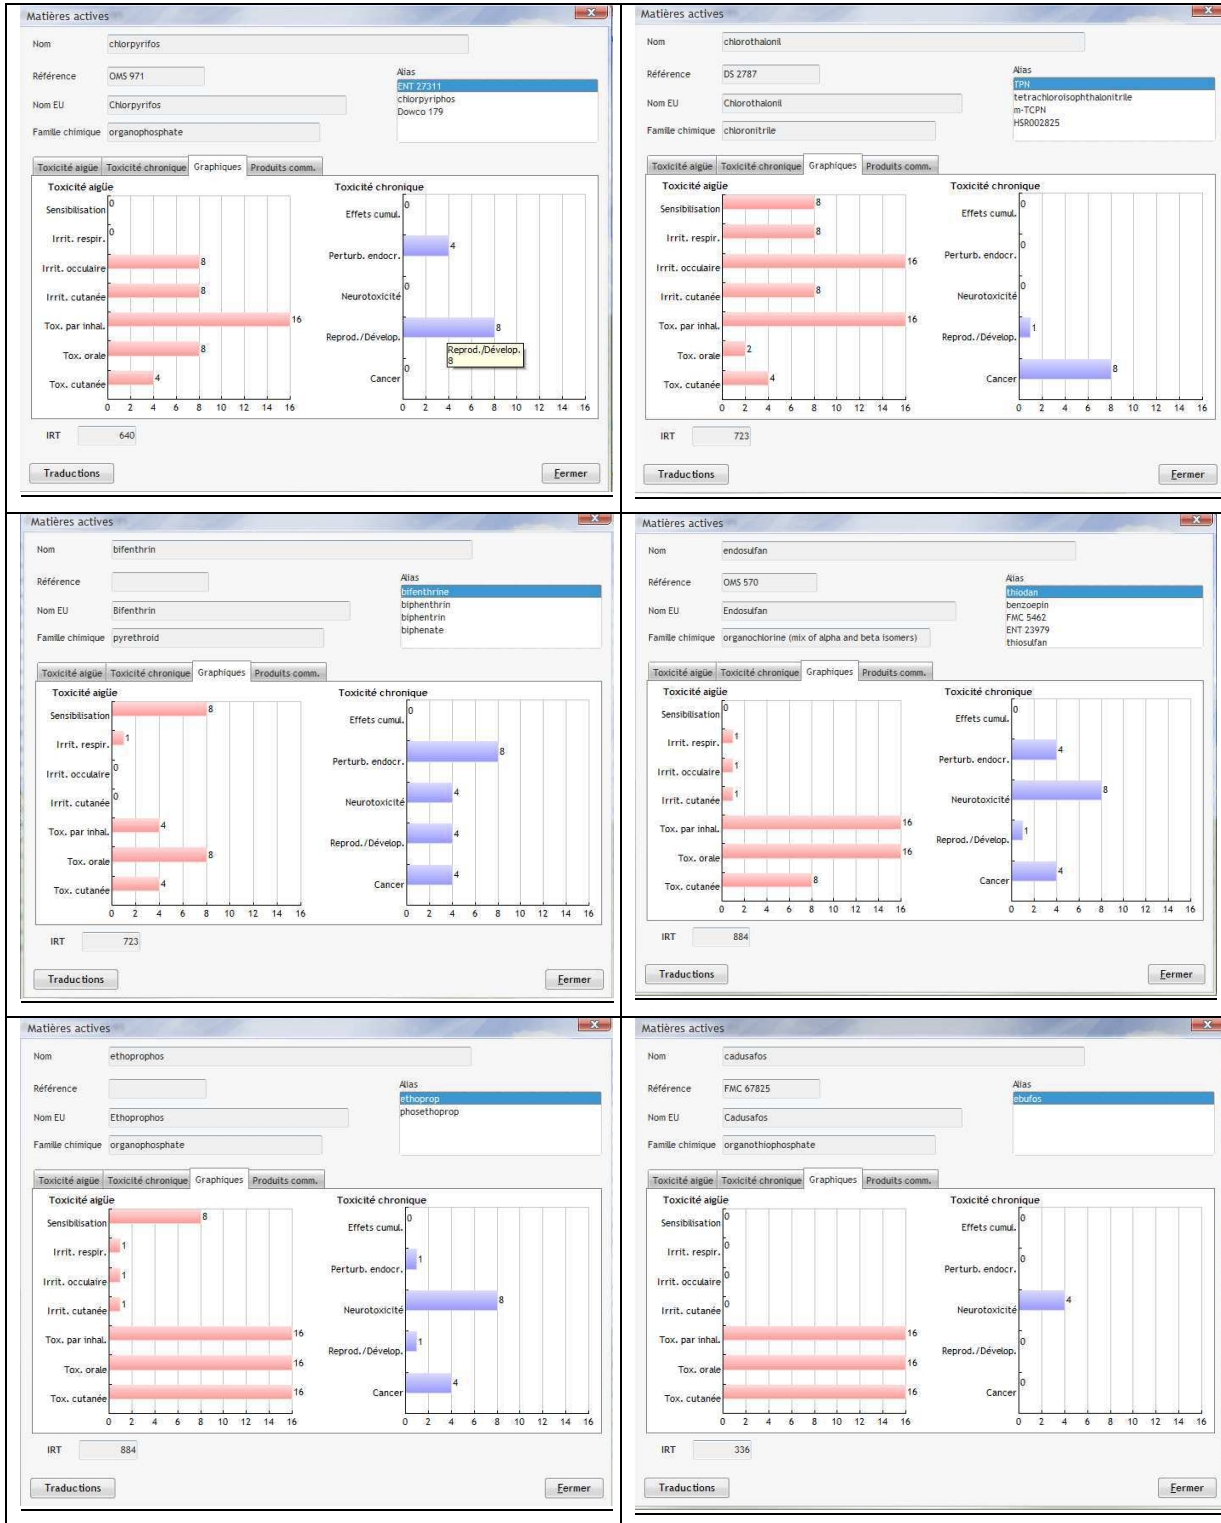 Matières actives
Nom chlorpyrifos
Référence OMS 971
Alias
ENT 27311
chlorpyriphos
Dowco 179
Nom EU Chlorpyrifos
Famille chimique organophosphate
Toxicité aigüe Toxicité chronique Graphiques Produits comm.
Toxicité aigüe
Sensibilisation 0
Irrit. respir. 0
Irrit. occulaire 8
Irrit. cutanée 8
Tox. par inhal. 16
Tox. orale 8
Tox. cutanée 4
0 2 4 6 8 10 12 14 16
Toxicité chronique
Effets cumul. 0
Perturb. endocr. 4
Neurotoxicité 0
Reprod./Dévelop. 8
Reprod./Dévelop.
8
Cancer 0
0 2 4 6 8 10 12 14 16
IRT 640
Traductions Fermer
Matières actives
Nom chlorothalonil
Référence DS 2787
Alias
TPN
tetrachloroisophthalonitrile
m-TCPN
HSR002825
Nom EU Chlorothalonil
Famille chimique chloronitrile
Toxicité aigüe Toxicité chronique Graphiques Produits comm.
Toxicité aigüe
Sensibilisation 8
Irrit. respir. 8
Irrit. occulaire 16
Irrit. cutanée 8
Tox. par inhal. 16
Tox. orale 2
Tox. cutanée 4
0 2 4 6 8 10 12 14 16
Toxicité chronique
Effets cumul. 0
Perturb. endocr. 0
Neurotoxicité 0
Reprod./Dévelop. 1
Cancer 8
0 2 4 6 8 10 12 14 16
IRT 723
Traductions Fermer
Matières actives
Nom bifenthrin
Référence
Alias
bifenthrine
biphenthrin
biphentrin
biphenate
Nom EU Bifenthrin
Famille chimique pyrethroid
Toxicité aigüe Toxicité chronique Graphiques Produits comm.
Toxicité aigüe
Sensibilisation 8
Irrit. respir. 1
Irrit. occulaire 0
Irrit. cutanée 0
Tox. par inhal. 4
Tox. orale 8
Tox. cutanée 4
0 2 4 6 8 10 12 14 16
Toxicité chronique
Effets cumul. 0
Perturb. endocr. 8
Neurotoxicité 4
Reprod./Dévelop. 4
Cancer 4
0 2 4 6 8 10 12 14 16
IRT 723
Traductions Fermer
Matières actives
Nom endosulfan
Référence OMS 570
Alias
thiodan
benzoepin
FMC 5462
ENT 23979
thiosulfan
Nom EU Endosulfan
Famille chimique organochlorine (mix of alpha and beta isomers)
Toxicité aigüe Toxicité chronique Graphiques Produits comm.
Toxicité aigüe
Sensibilisation 0
Irrit. respir. 1
Irrit. occulaire 1
Irrit. cutanée 1
Tox. par inhal. 16
Tox. orale 16
Tox. cutanée 8
0 2 4 6 8 10 12 14 16
Toxicité chronique
Effets cumul. 0
Perturb. endocr. 4
Neurotoxicité 8
Reprod./Dévelop. 1
Cancer 4
0 2 4 6 8 10 12 14 16
IRT 884
Traductions Fermer
Matières actives
Nom ethoprophos
Référence
Alias
ethoprop
phosethoprop
Nom EU Ethoprophos
Famille chimique organophosphate
Toxicité aigüe Toxicité chronique Graphiques Produits comm.
Toxicité aigüe
Sensibilisation 8
Irrit. respir. 1
Irrit. occulaire 1
Irrit. cutanée 1
Tox. par inhal. 16
Tox. orale 16
Tox. cutanée 16
0 2 4 6 8 10 12 14 16
Toxicité chronique
Effets cumul. 0
Perturb. endocr. 1
Neurotoxicité 8
Reprod./Dévelop. 1
Cancer 4
0 2 4 6 8 10 12 14 16
IRT 884
Traductions Fermer
Matières actives
Nom cadusafos
Référence FMC 67825
Alias
ebufos
Nom EU Cadusafos
Famille chimique organothiophosphate
Toxicité aigüe Toxicité chronique Graphiques Produits comm.
Toxicité aigüe
Sensibilisation 0
Irrit. respir. 0
Irrit. occulaire 0
Irrit. cutanée 0
Tox. par inhal. 16
Tox. orale 16
Tox. cutanée 16
0 2 4 6 8 10 12 14 16
Toxicité chronique
Effets cumul. 0
Perturb. endocr. 0
Neurotoxicité 4
Reprod./Dévelop. 0
Cancer 0
0 2 4 6 8 10 12 14 16
IRT 336
Traductions Fermer